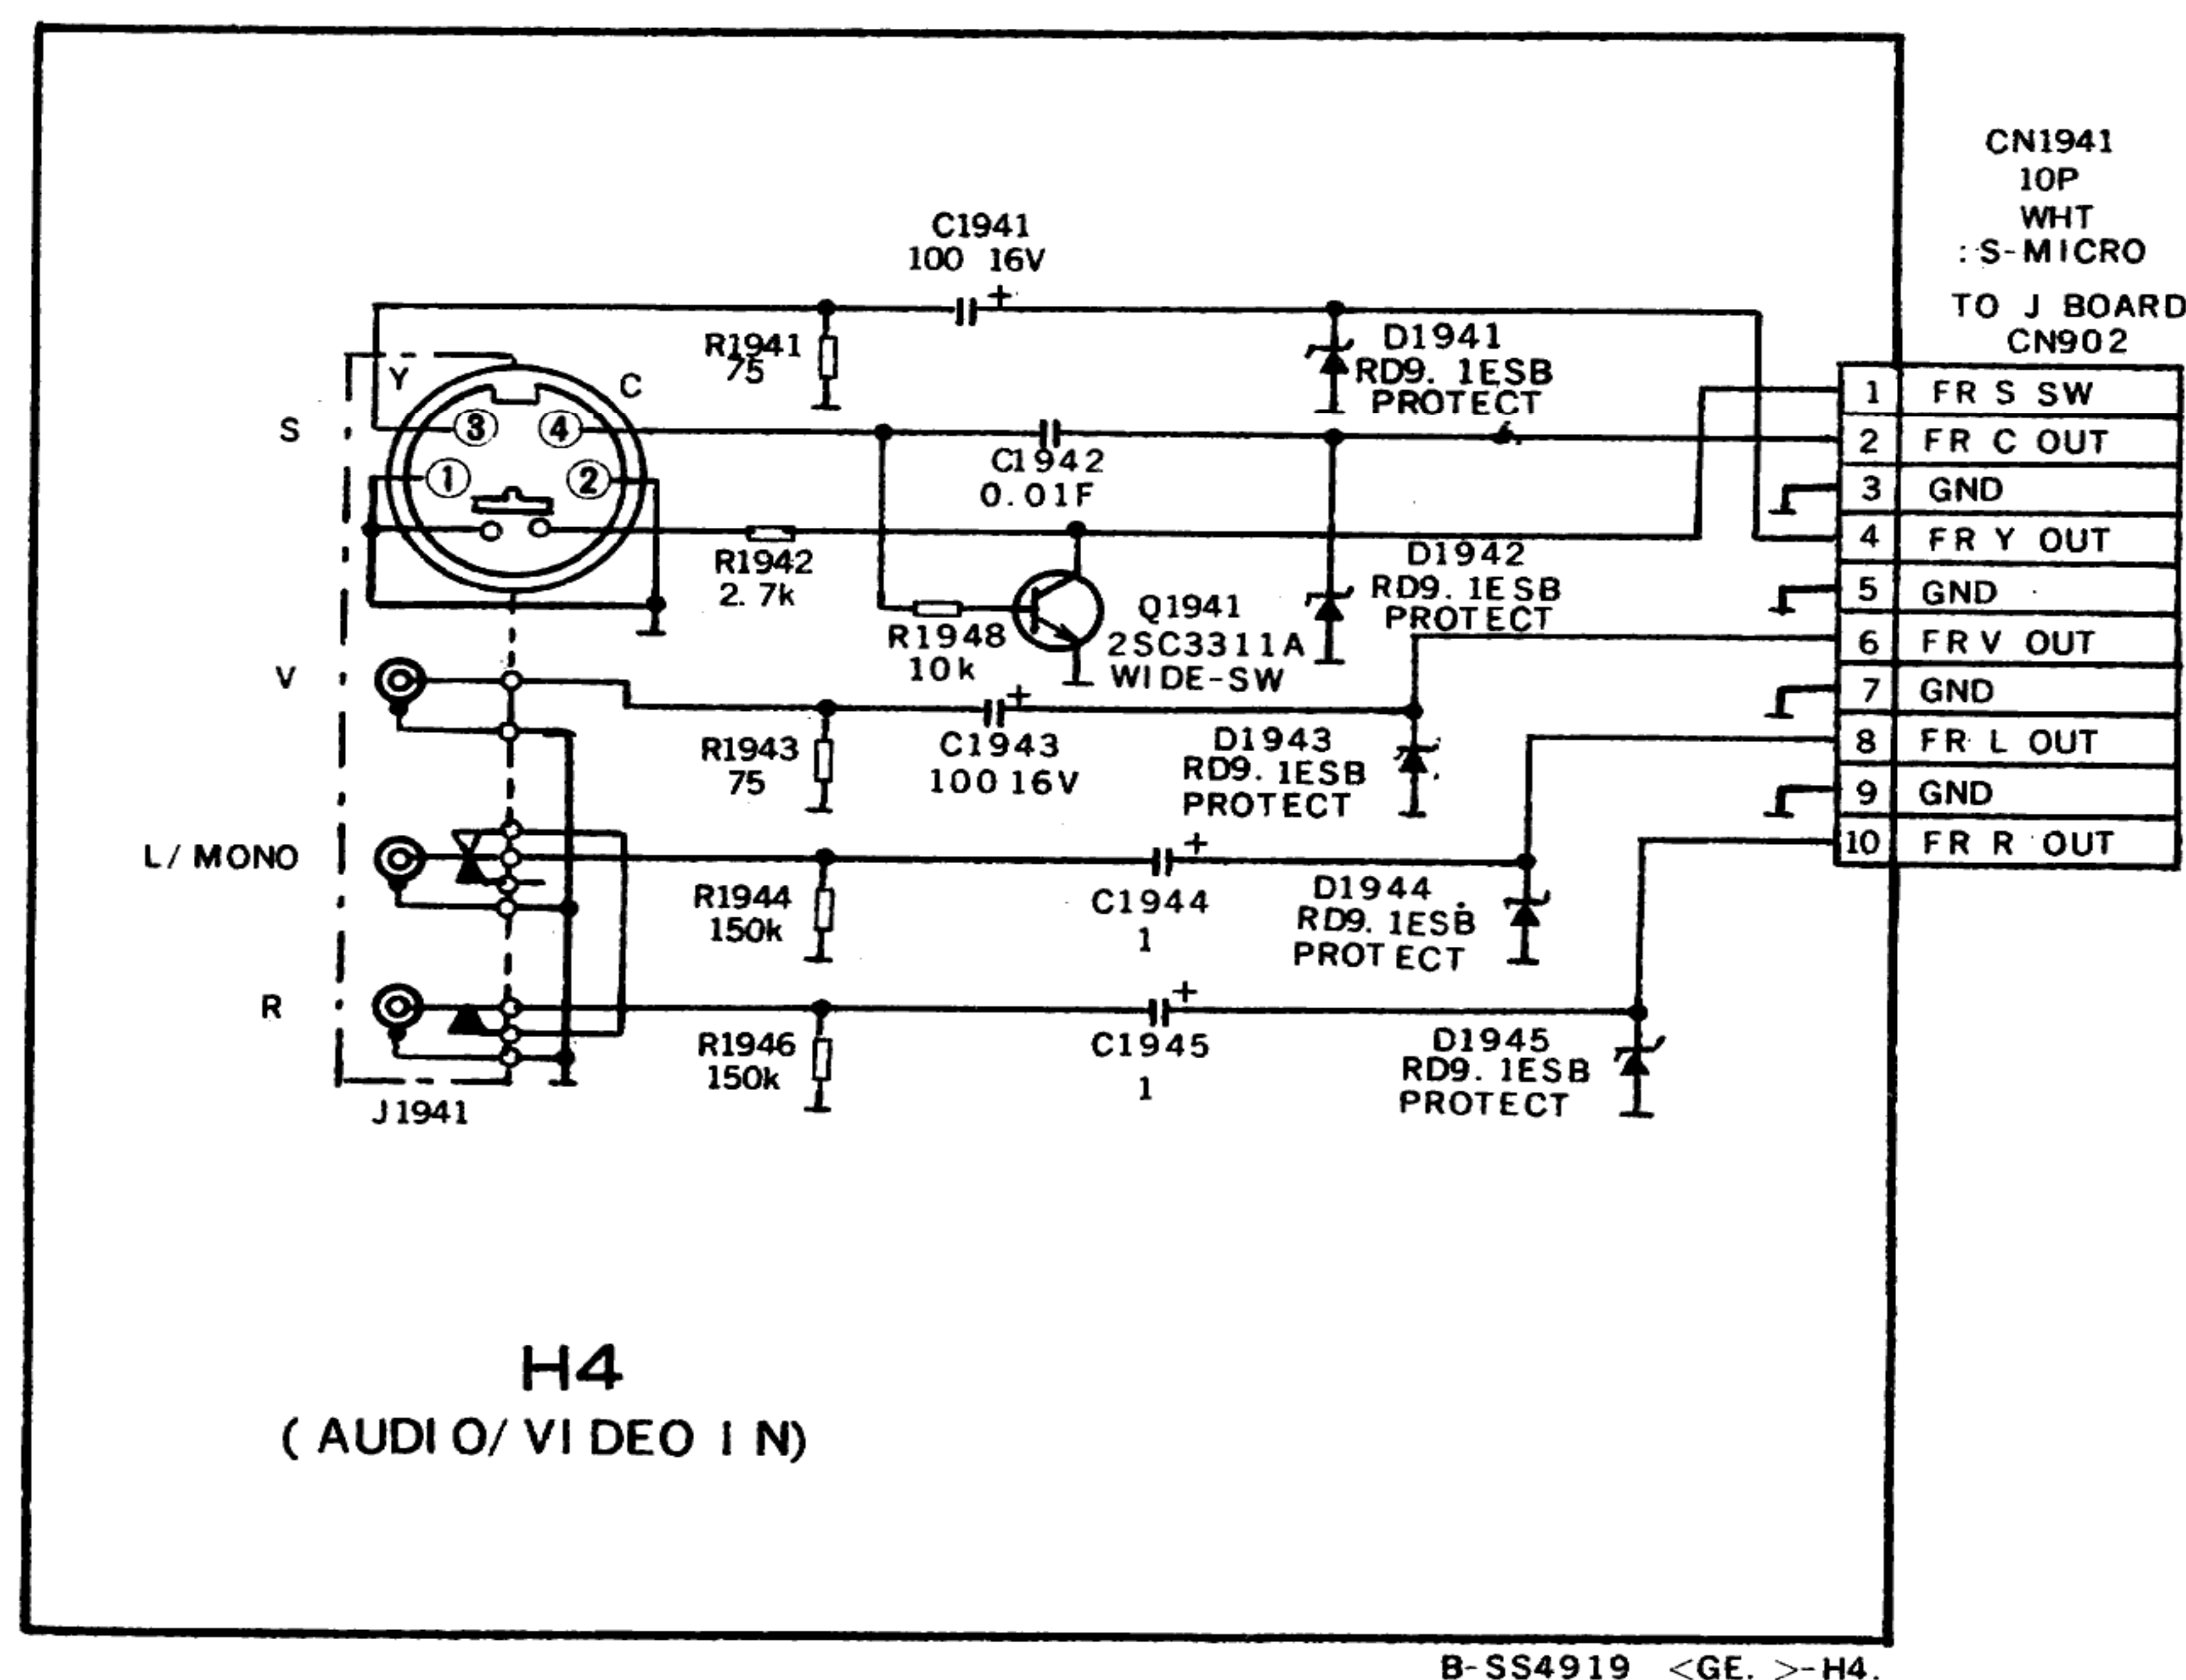 CN1941
10P
WHT
:S-MICRO
TO J BOARD
CN902
C1941
100 16V
+
R1941
75
D1941
RD9. 1ESB
PROTECT
Y
C
S
3
4
1
2
C1942
0.01F
R1942
2. 7k
D1942
RD9. 1ESB
PROTECT
R1948
10k
Q1941
2SC3311A
WIDE-SW
1 FR S SW
2 FR C OUT
3 GND
4 FR Y OUT
5 GND
6 FR V OUT
7 GND
8 FR L OUT
9 GND
10 FR R OUT
V
+
R1943
75
C1943
100 16V
D1943
RD9. 1ESB
PROTECT
L/MONO
+
R1944
150k
C1944
1
D1944
RD9. 1ESB
PROTECT
R
+
R1946
150k
C1945
1
D1945
RD9. 1ESB
PROTECT
J1941
H4
(AUDIO/VIDEO IN)
B-SS4919 <GE. >-H4.